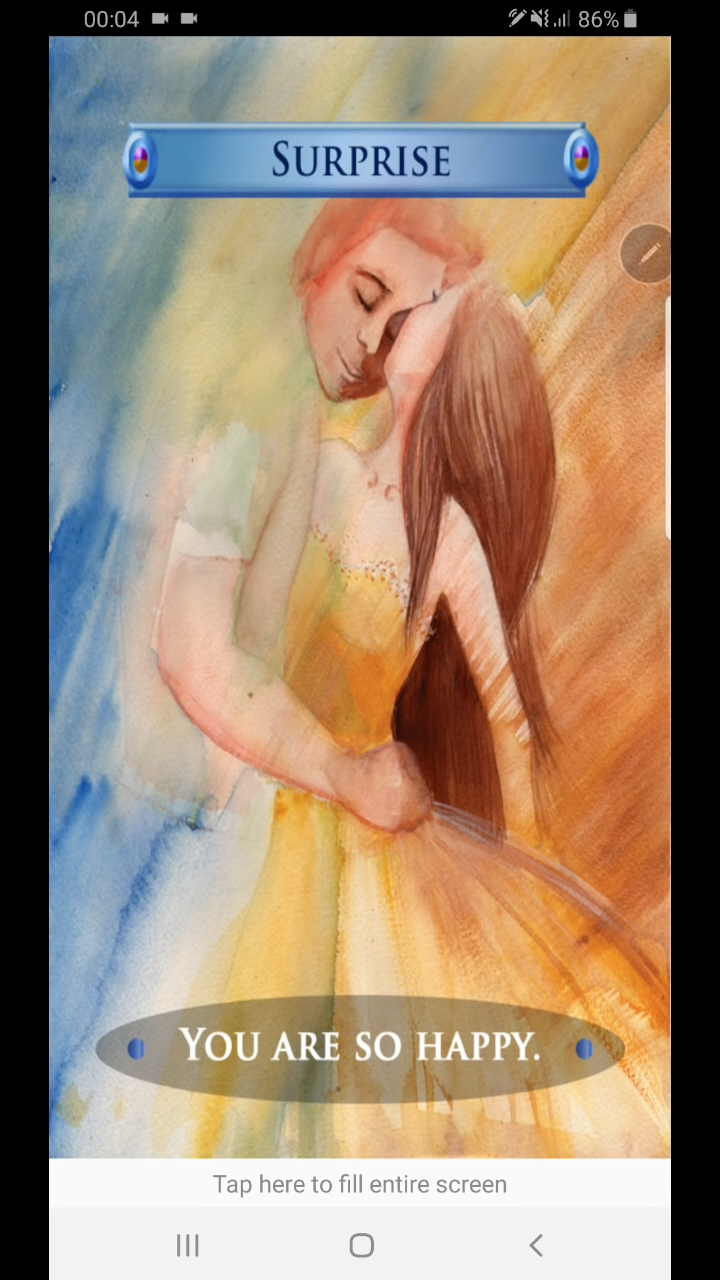 00:04
86%
SURPRISE
YOU ARE SO HAPPY.
Tap here to fill entire screen